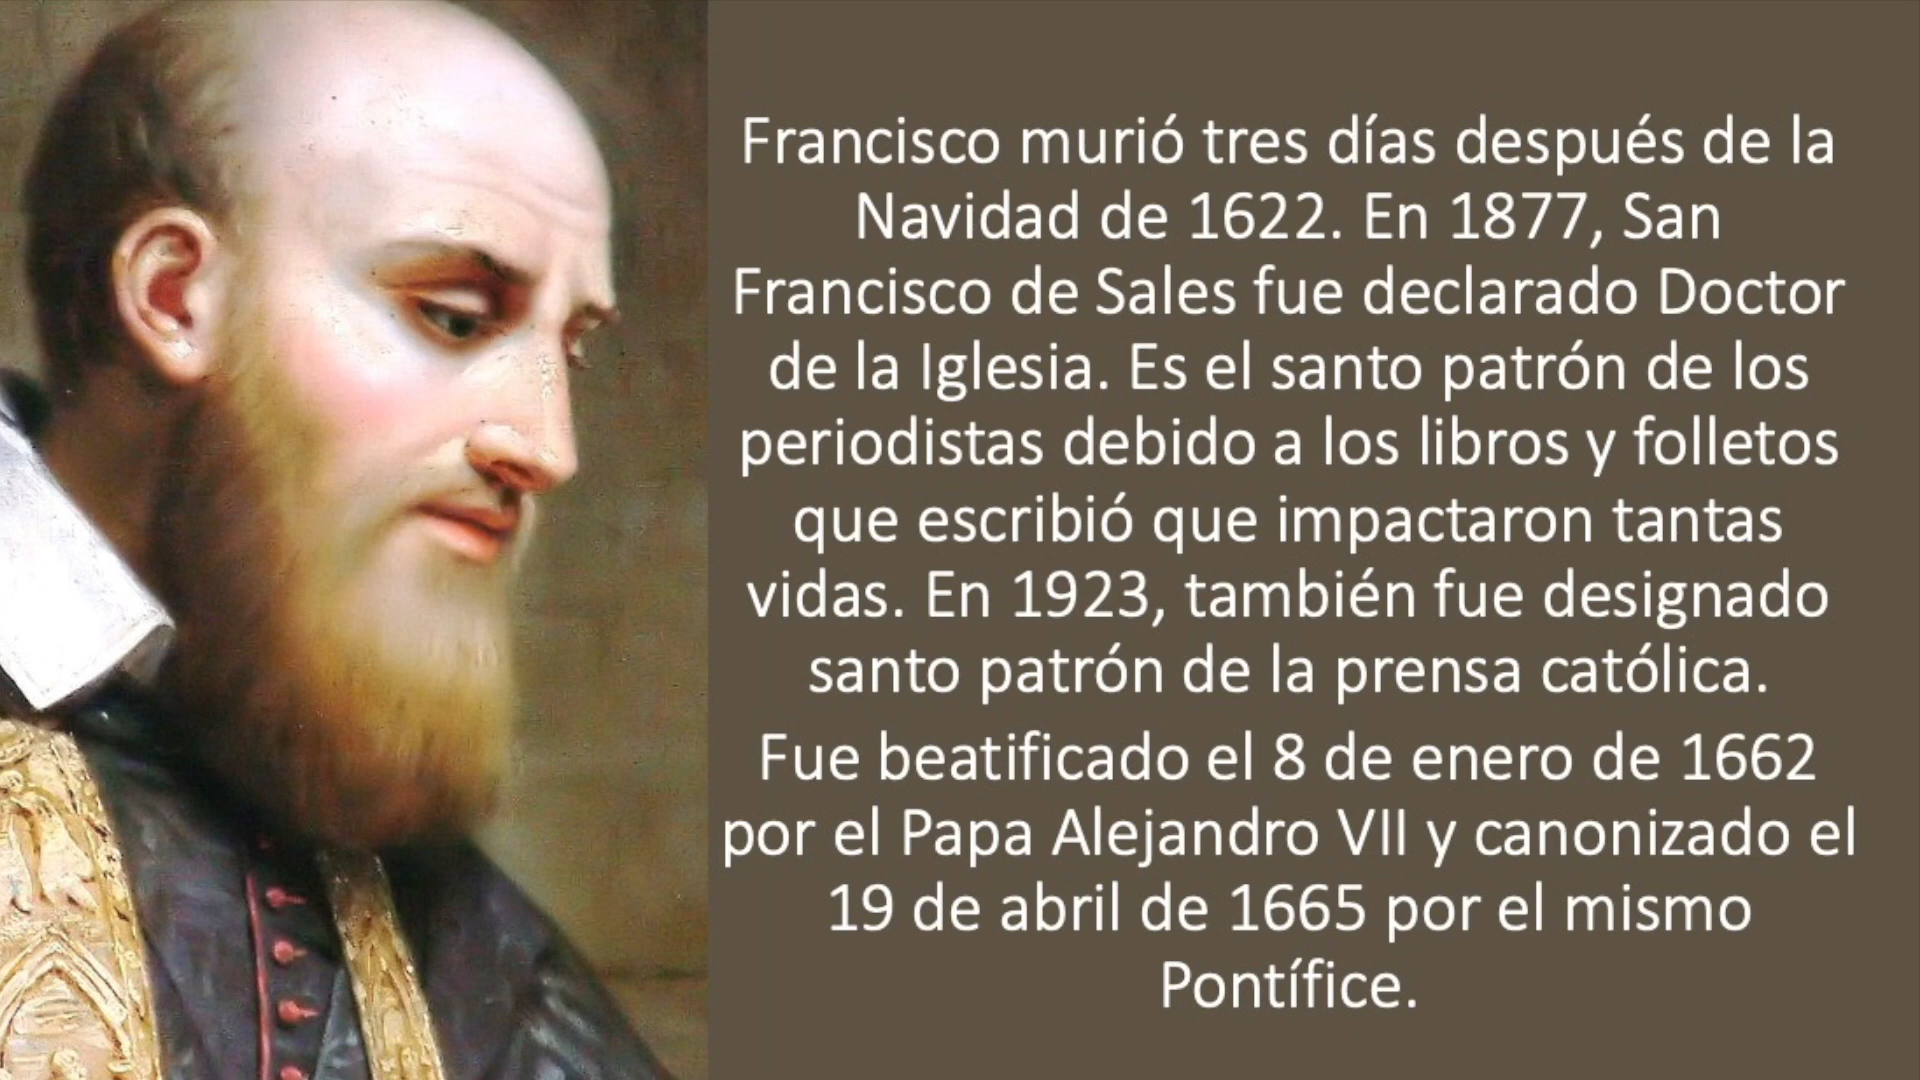 Francisco murió tres días después de la
Navidad de 1622. En 1877, San
Francisco de Sales fue declarado Doctor
de la Iglesia. Es el santo patrón de los
periodistas debido a los libros y folletos
que escribió que impactaron tantas
vidas. En 1923, también fue designado
santo patrón de la prensa católica.
Fue beatificado el 8 de enero de 1662
por el Papa Alejandro VII y canonizado el
19 de abril de 1665 por el mismo
Pontífice.